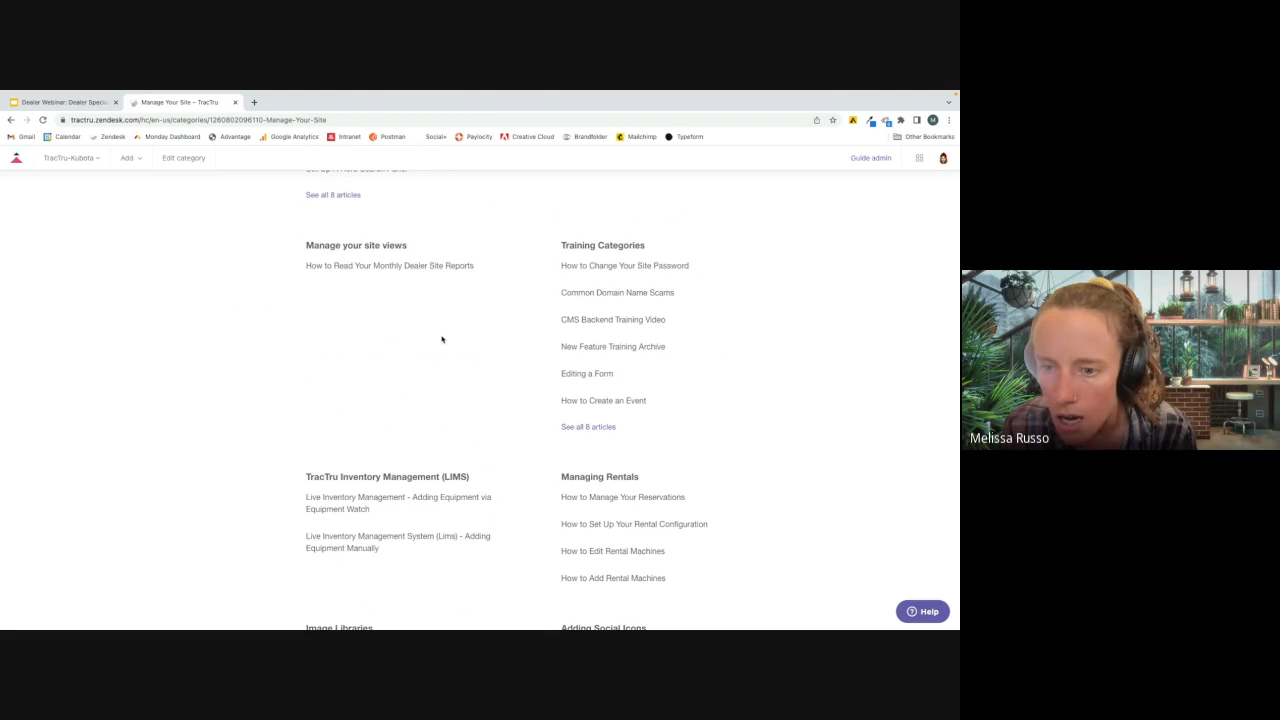 Dealer Webinar: Dealer Speci
Manage Your Site – TracTru
tractru.zendesk.com/hc/en-us/categories/1260802096110-Manage-Your-Site
Gmail
Calendar
Zendesk
Monday Dashboard
Advantage
Google Analytics
Intranet
Postman
Social+
Paylocity
Creative Cloud
Brandfolder
Mailchimp
Typeform
Other Bookmarks
TracTru-Kubota
Add
Edit category
Guide admin
See all 8 articles
Manage your site views
How to Read Your Monthly Dealer Site Reports
Training Categories
How to Change Your Site Password
Common Domain Name Scams
CMS Backend Training Video
New Feature Training Archive
Editing a Form
How to Create an Event
See all 8 articles
TracTru Inventory Management (LIMS)
Live Inventory Management - Adding Equipment via
Equipment Watch
Live Inventory Management System (Lims) - Adding
Equipment Manually
Managing Rentals
How to Manage Your Reservations
How to Set Up Your Rental Configuration
How to Edit Rental Machines
How to Add Rental Machines
Image Libraries
Adding Social Icons
Help
Melissa Russo